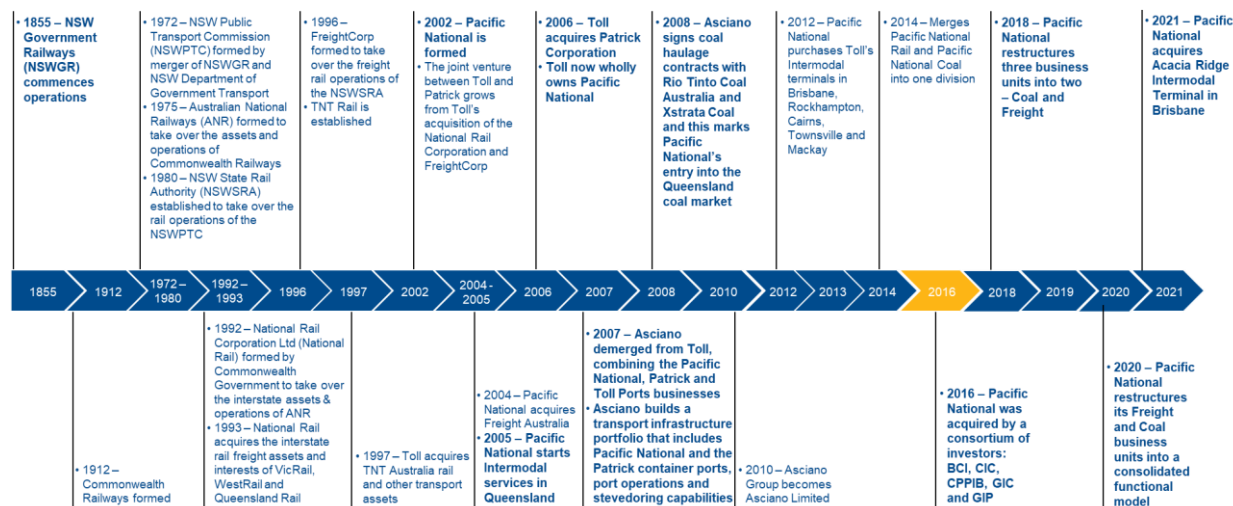 • 1855 – NSW
Government
Railways
(NSWGR)
commences
operations
• 1972 – NSW Public
Transport Commission
(NSWPTC) formed by
merger of NSWGR and
NSW Department of
Government Transport
• 1975 – Australian National
Railways (ANR) formed to
take over the assets and
operations of
Commonwealth Railways
• 1980 – NSW State Rail
Authority (NSWSRA)
established to take over the
rail operations of the
NSWPTC
• 1996 –
FreightCorp
formed to take
over the freight
rail operations of
the NSWSRA
• TNT Rail is
established
• 2002 – Pacific
National is
formed
• The joint venture
between Toll and
Patrick grows
from Toll's
acquisition of the
National Rail
Corporation and
FreightCorp
• 2006 – Toll
acquires Patrick
Corporation
• Toll now wholly
owns Pacific
National
• 2008 – Asciano
signs coal
haulage
contracts with
Rio Tinto Coal
Australia and
Xstrata Coal
and this marks
Pacific
National's
entry into the
Queensland
coal market
• 2012 – Pacific
National
purchases Toll's
Intermodal
terminals in
Brisbane,
Rockhampton,
Cairns,
Townsville and
Mackay
• 2014 – Merges
Pacific National
Rail and Pacific
National Coal
into one division
• 2018 – Pacific
National
restructures
three business
units into two
– Coal and
Freight
• 2021 – Pacific
National
acquires
Acacia Ridge
Intermodal
Terminal in
Brisbane
1855
1912
1972 –
1980
1992 –
1993
1996
1997
2002
2004 -
2005
2006
2007
2008
2010
2012
2013
2014
2016
2018
2019
2020
2021
• 1912 –
Commonwealth
Railways formed
• 1992 – National Rail
Corporation Ltd (National
Rail) formed by
Commonwealth
Government to take over
the interstate assets &
operations of ANR
• 1993 – National Rail
acquires the interstate
rail freight assets and
interests of VicRail,
WestRail and
Queensland Rail
• 1997 – Toll acquires
TNT Australia rail
and other transport
assets
• 2004 – Pacific
National acquires
Freight Australia
• 2005 – Pacific
National starts
Intermodal
services in
Queensland
• 2007 – Asciano
demerged from Toll,
combining the Pacific
National, Patrick and
Toll Ports businesses
• Asciano builds a
transport infrastructure
portfolio that includes
Pacific National and the
Patrick container ports,
port operations and
stevedoring capabilities
• 2010 – Asciano
Group becomes
Asciano Limited
• 2016 – Pacific
National was
acquired by a
consortium of
investors:
BCI, CIC,
CPPIB, GIC
and GIP
• 2020 – Pacific
National
restructures
its Freight
and Coal
business
units into a
consolidated
functional
model